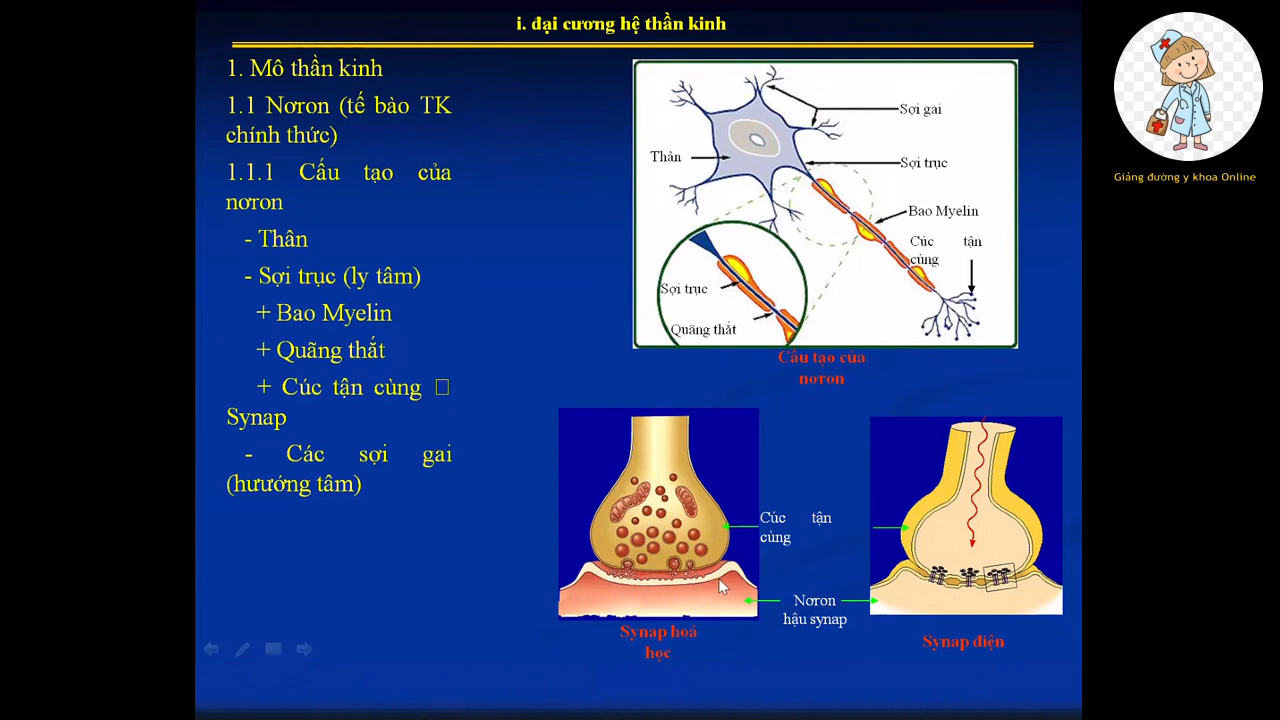 i. đại cương hệ thần kinh
1. Mô thần kinh
1.1 Nơron (tế bào TK
chính thức)
1.1.1 Cấu tạo của
nơron
- Thân
- Sợi trục (ly tâm)
+ Bao Myelin
+ Quãng thắt
+ Cúc tận cùng □
Synap
- Các sợi gai
(hưướng tâm)
Sợi gai
Thân
Sợi trục
Bao Myelin
Cúc tận
cùng
Sợi trục
Quãng thắt
Cấu tạo của
nơron
Cúc tận
cùng
Nơron
hậu synap
Synap hoá
học
Synap điện
Giảng đường y khoa Online